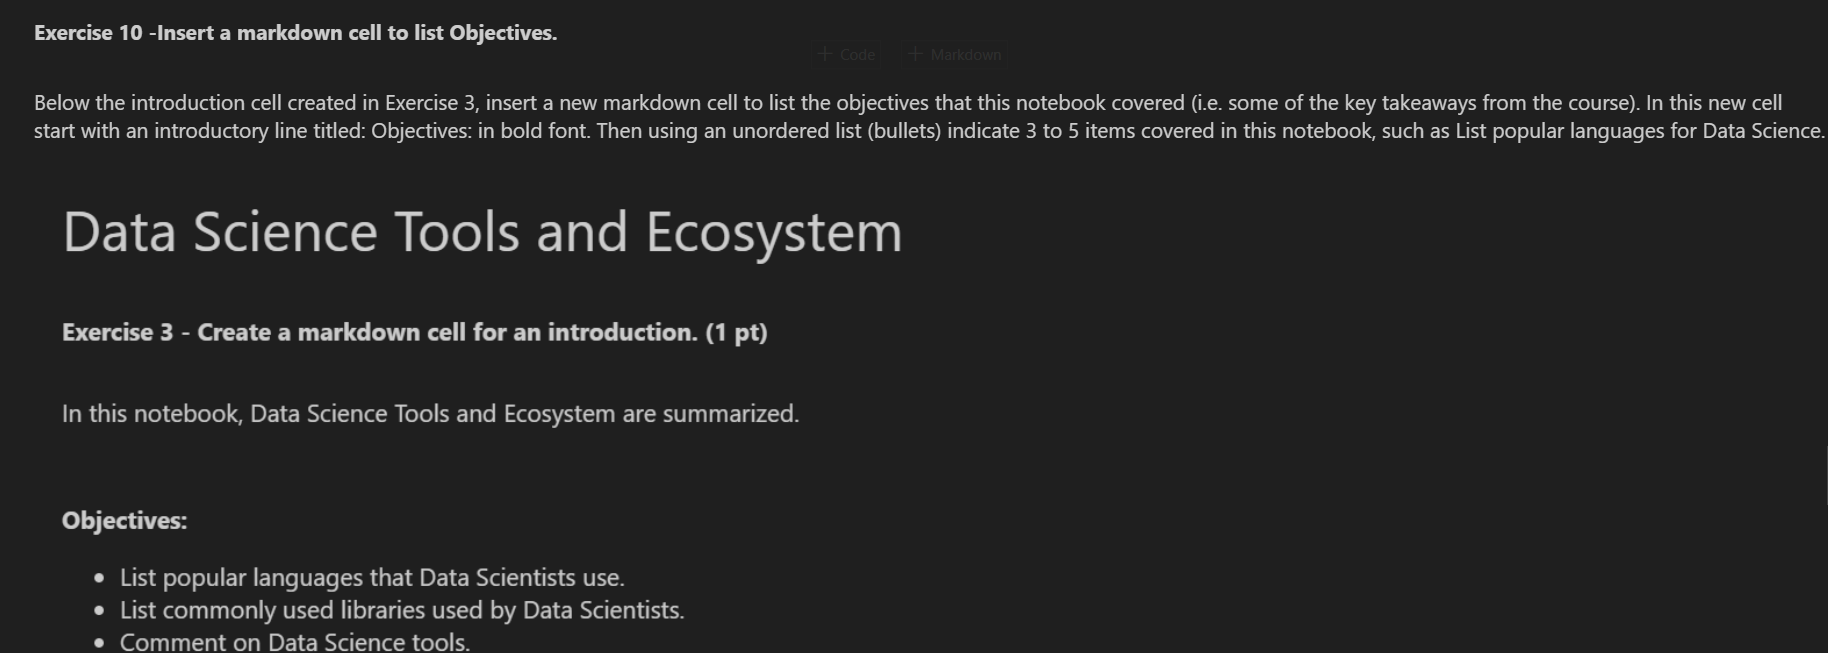 Exercise 10 -Insert a markdown cell to list Objectives.
+ Code + Markdown
Below the introduction cell created in Exercise 3, insert a new markdown cell to list the objectives that this notebook covered (i.e. some of the key takeaways from the course). In this new cell
start with an introductory line titled: Objectives: in bold font. Then using an unordered list (bullets) indicate 3 to 5 items covered in this notebook, such as List popular languages for Data Science.
Data Science Tools and Ecosystem
Exercise 3 - Create a markdown cell for an introduction. (1 pt)
In this notebook, Data Science Tools and Ecosystem are summarized.
Objectives:
• List popular languages that Data Scientists use.
• List commonly used libraries used by Data Scientists.
• Comment on Data Science tools.